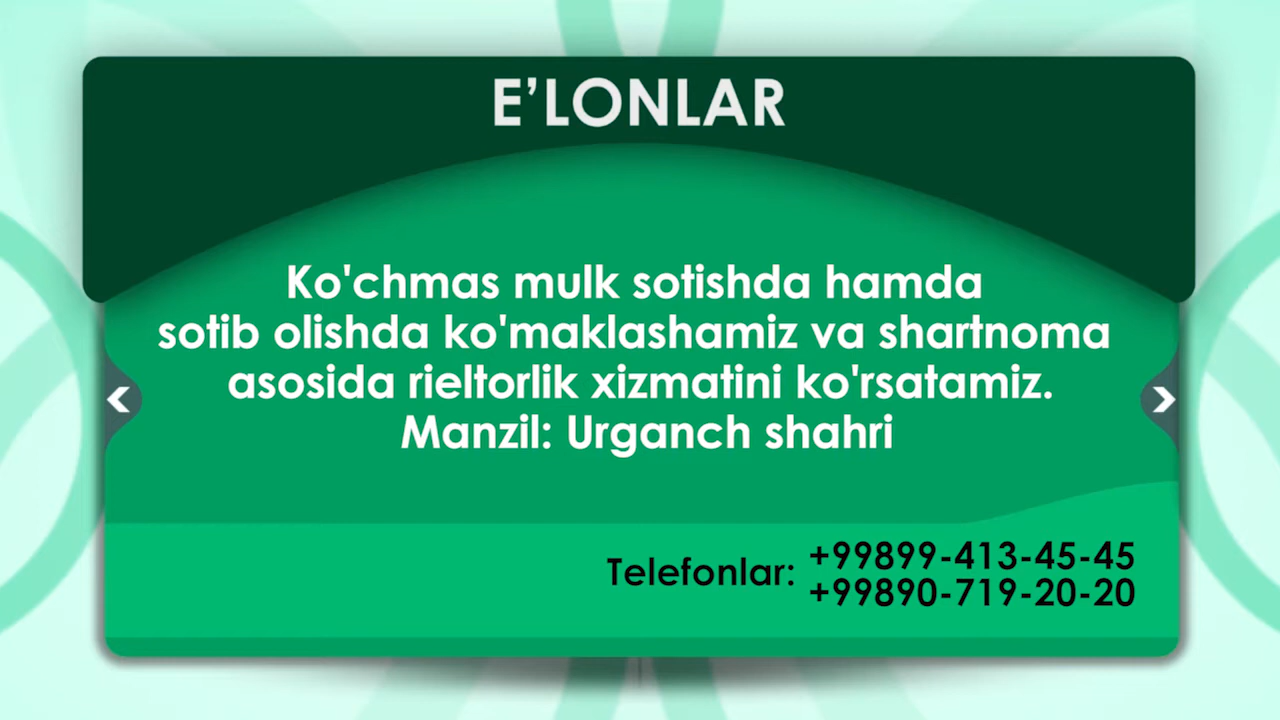 E’LONLAR
Ko'chmas mulk sotishda hamda
sotib olishda ko'maklashamiz va shartnoma
asosida rieltorlik xizmatini ko'rsatamiz.
Manzil: Urganch shahri
Telefonlar: +99899-413-45-45
+99890-719-20-20